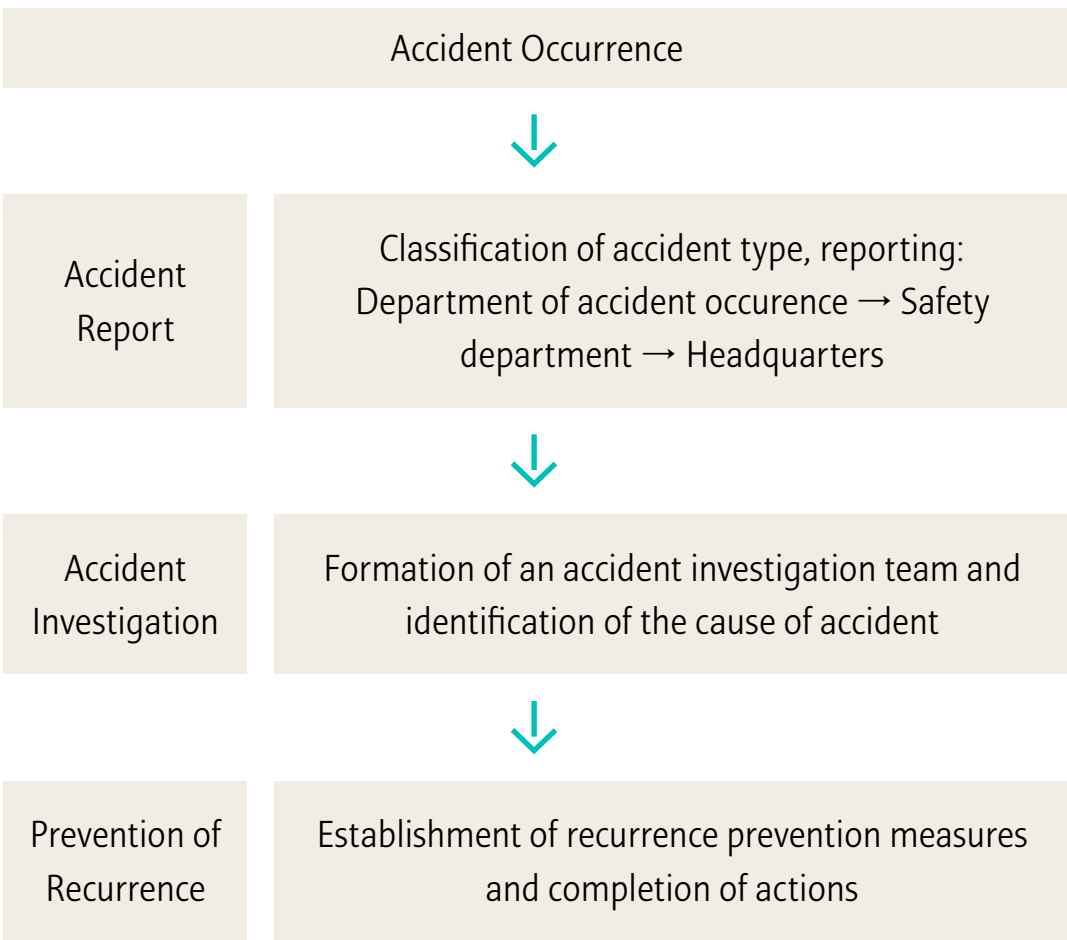 Accident Occurrence
Accident
Report
Classification of accident type, reporting:
Department of accident occurence → Safety
department → Headquarters
Accident
Investigation
Formation of an accident investigation team and
identification of the cause of accident
Prevention of
Recurrence
Establishment of recurrence prevention measures
and completion of actions